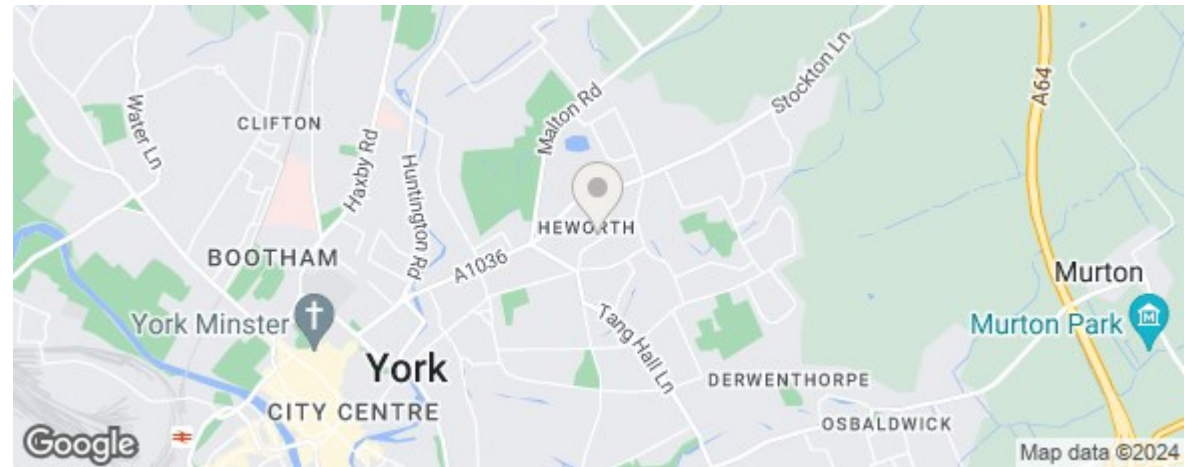 A64
Stockton Ln
Malton Rd
Water Ln
CLIFTON
Haxby Rd
Huntington Rd
HEWORTH
BOOTHAM
A1036
Murton
York Minster
Murton Park
Tang Hall Ln
York
DERWENTHORPE
CITY CENTRE
OSBALDWICK
Google
Map data ©2024